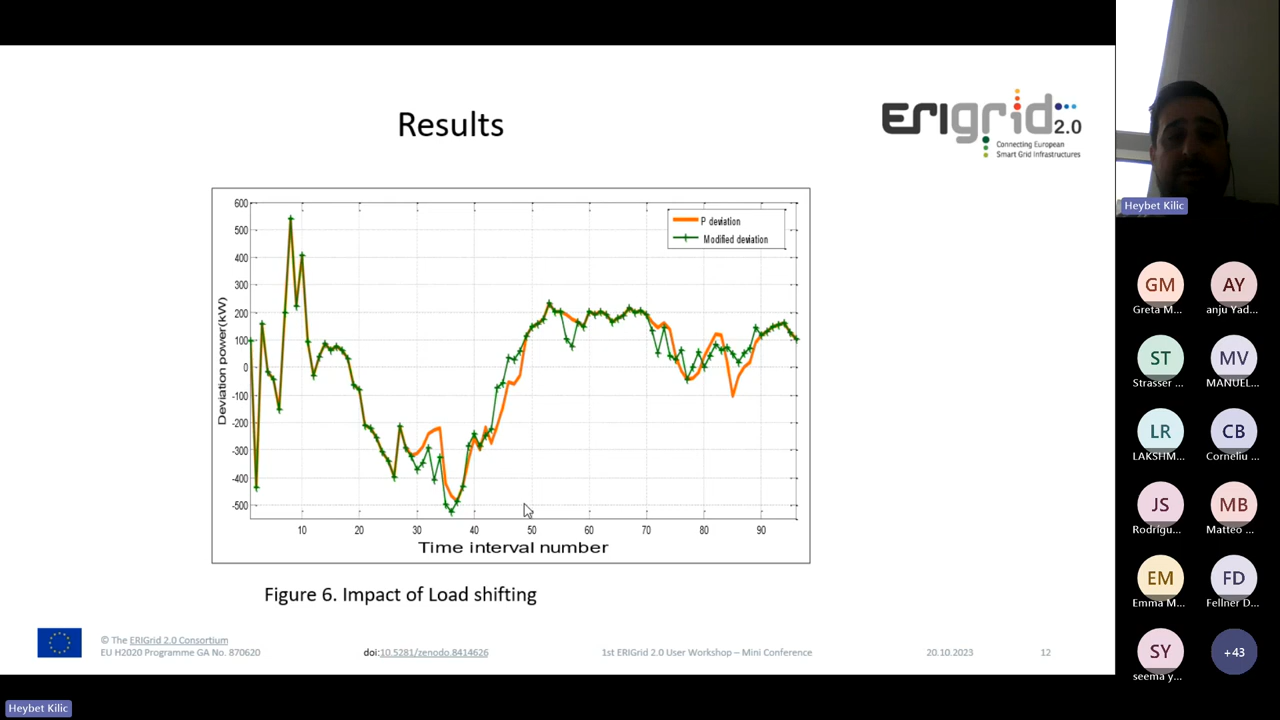 Results
ERIgrid 2.0
Connecting European
Smart Grid Infrastructures
600
500
400
300
200
100
0
-100
-200
-300
-400
-500
Deviation power(kW)
P deviation
Modified deviation
10 20 30 40 50 60 70 80 90
Time interval number
Figure 6. Impact of Load shifting
© The ERIGrid 2.0 Consortium
EU H2020 Programme GA No. 870620
doi:10.5281/zenodo.8414626
1st ERIGrid 2.0 User Workshop – Mini Conference
20.10.2023
12
Heybet Kilic
GM
Greta M...
AY
anju Yad...
ST
Strasser ...
MV
MANUEL...
LR
LAKSHM...
CB
Corneliu ...
JS
Rodrigu...
MB
Matteo ...
EM
Emma M...
FD
Fellner D...
SY
seema y...
+43
Heybet Kilic